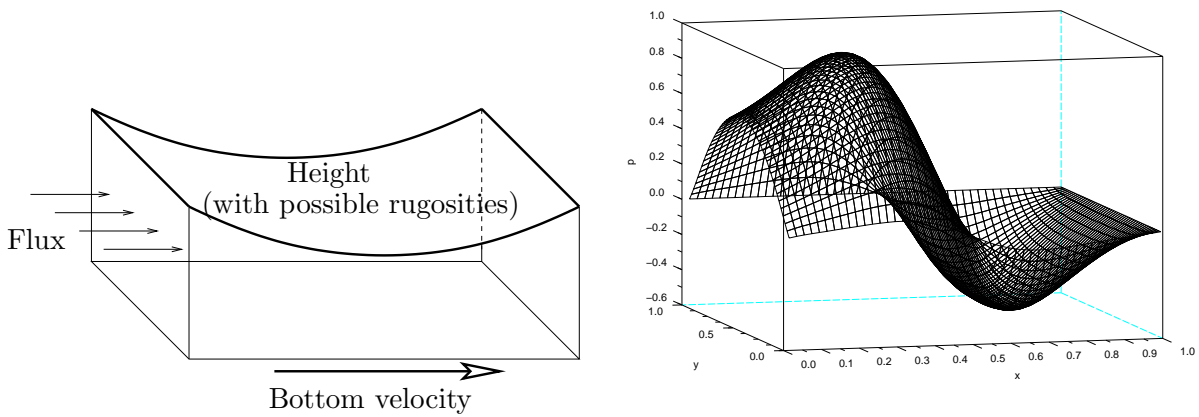 Height
(with possible rugosities)
Flux
Bottom velocity
1.0
0.8
0.6
0.4
0.2
0.0
−0.2
−0.4
−0.6
p
1.0
0.5
0.0
y
0.0 0.1 0.2 0.3 0.4 0.5 0.6 0.7 0.8 0.9 1.0
x